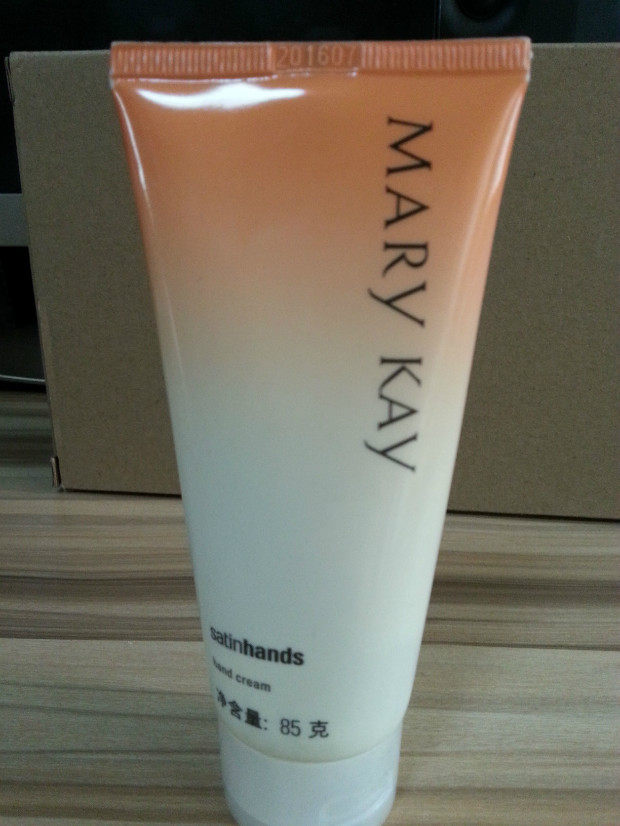 201607
MARY KAY
satinhands
hand cream
净含量: 85 克